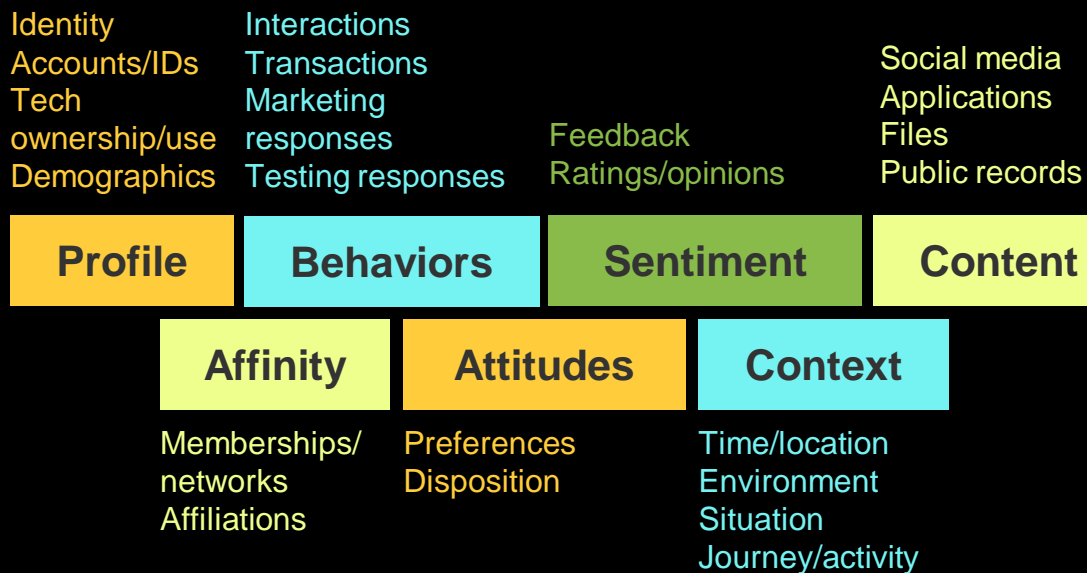 Identity
Accounts/IDs
Tech
ownership/use
Demographics
Interactions
Transactions
Marketing
responses
Testing responses
Feedback
Ratings/opinions
Social media
Applications
Files
Public records
Profile
Behaviors
Sentiment
Content
Affinity
Attitudes
Context
Memberships/
networks
Affiliations
Preferences
Disposition
Time/location
Environment
Situation
Journey/activity